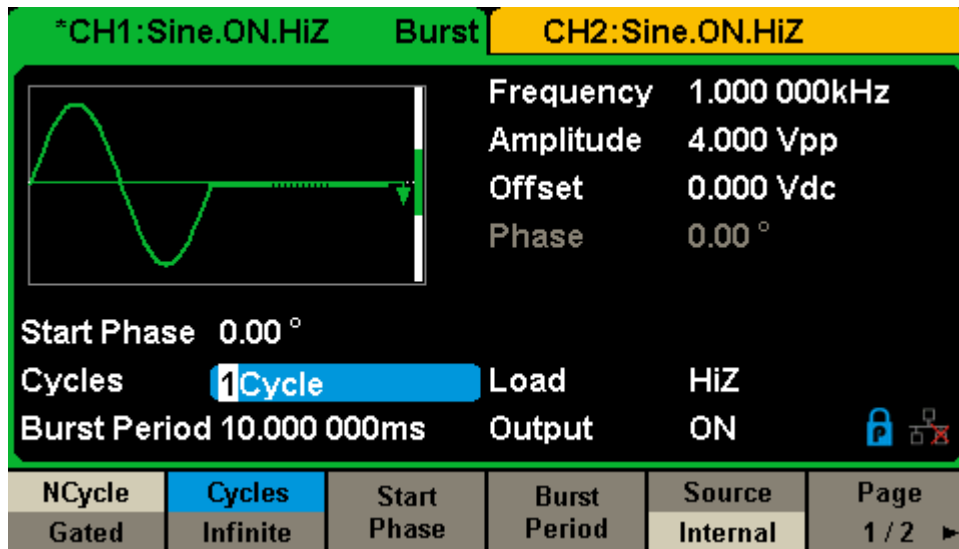 *CH1:Sine.ON.HiZ Burst CH2:Sine.ON.HiZ
Frequency 1.000 000kHz
Amplitude 4.000 Vpp
Offset 0.000 Vdc
Phase 0.00 °
Start Phase 0.00 °
Cycles 1Cycle Load HiZ
Burst Period 10.000 000ms Output ON P
NCycle Cycles Start Burst Source Page
Gated Infinite Phase Period Internal 1 / 2 ►